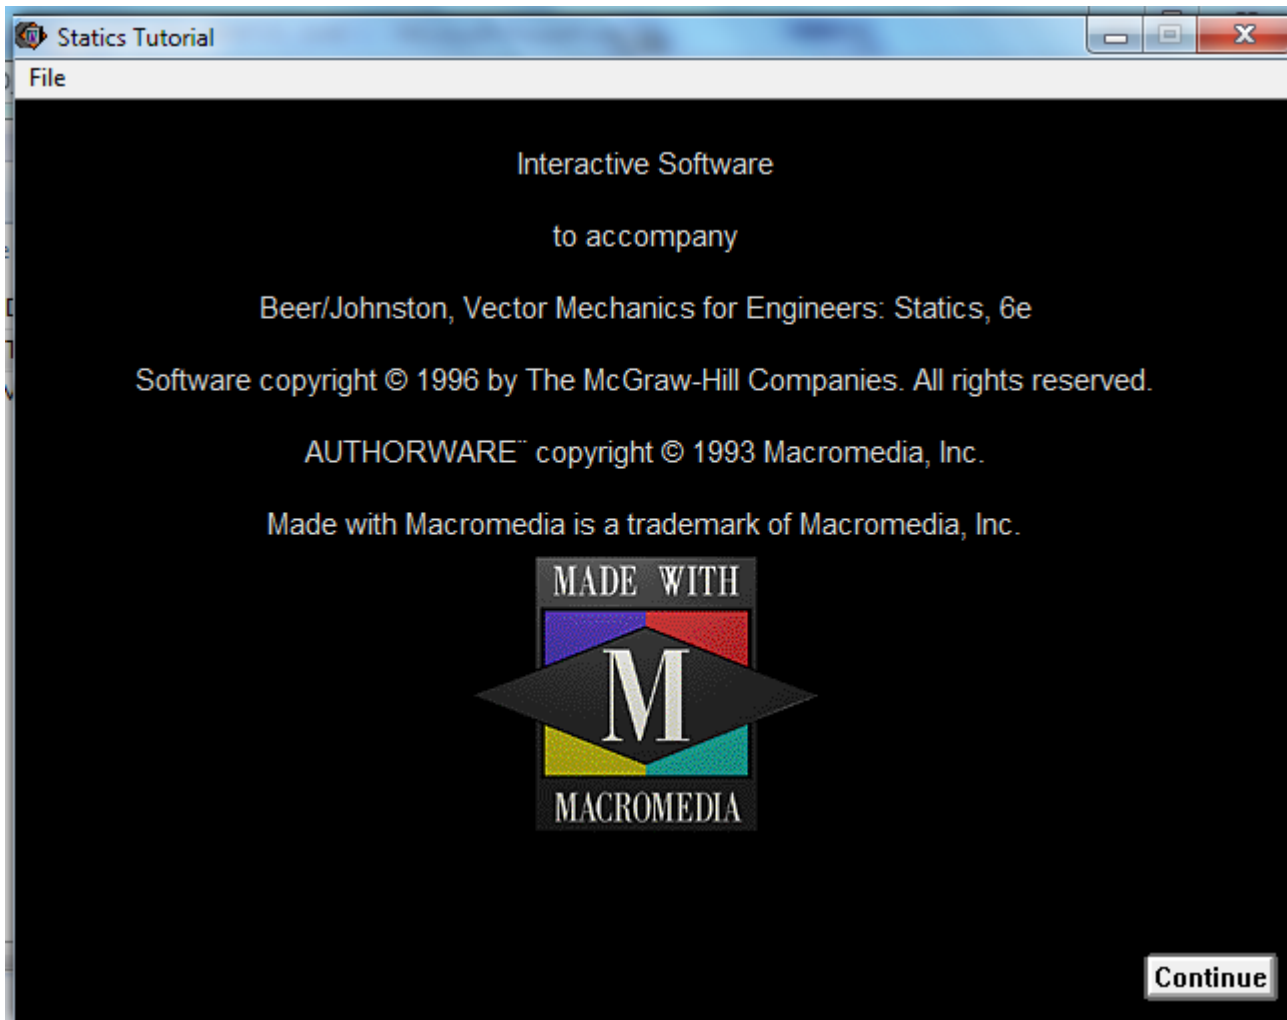 Statics Tutorial
File
Interactive Software
to accompany
Beer/Johnston, Vector Mechanics for Engineers: Statics, 6e
Software copyright © 1996 by The McGraw-Hill Companies. All rights reserved.
AUTHORWARE¨ copyright © 1993 Macromedia, Inc.
Made with Macromedia is a trademark of Macromedia, Inc.
MADE WITH
M
MACROMEDIA
Continue